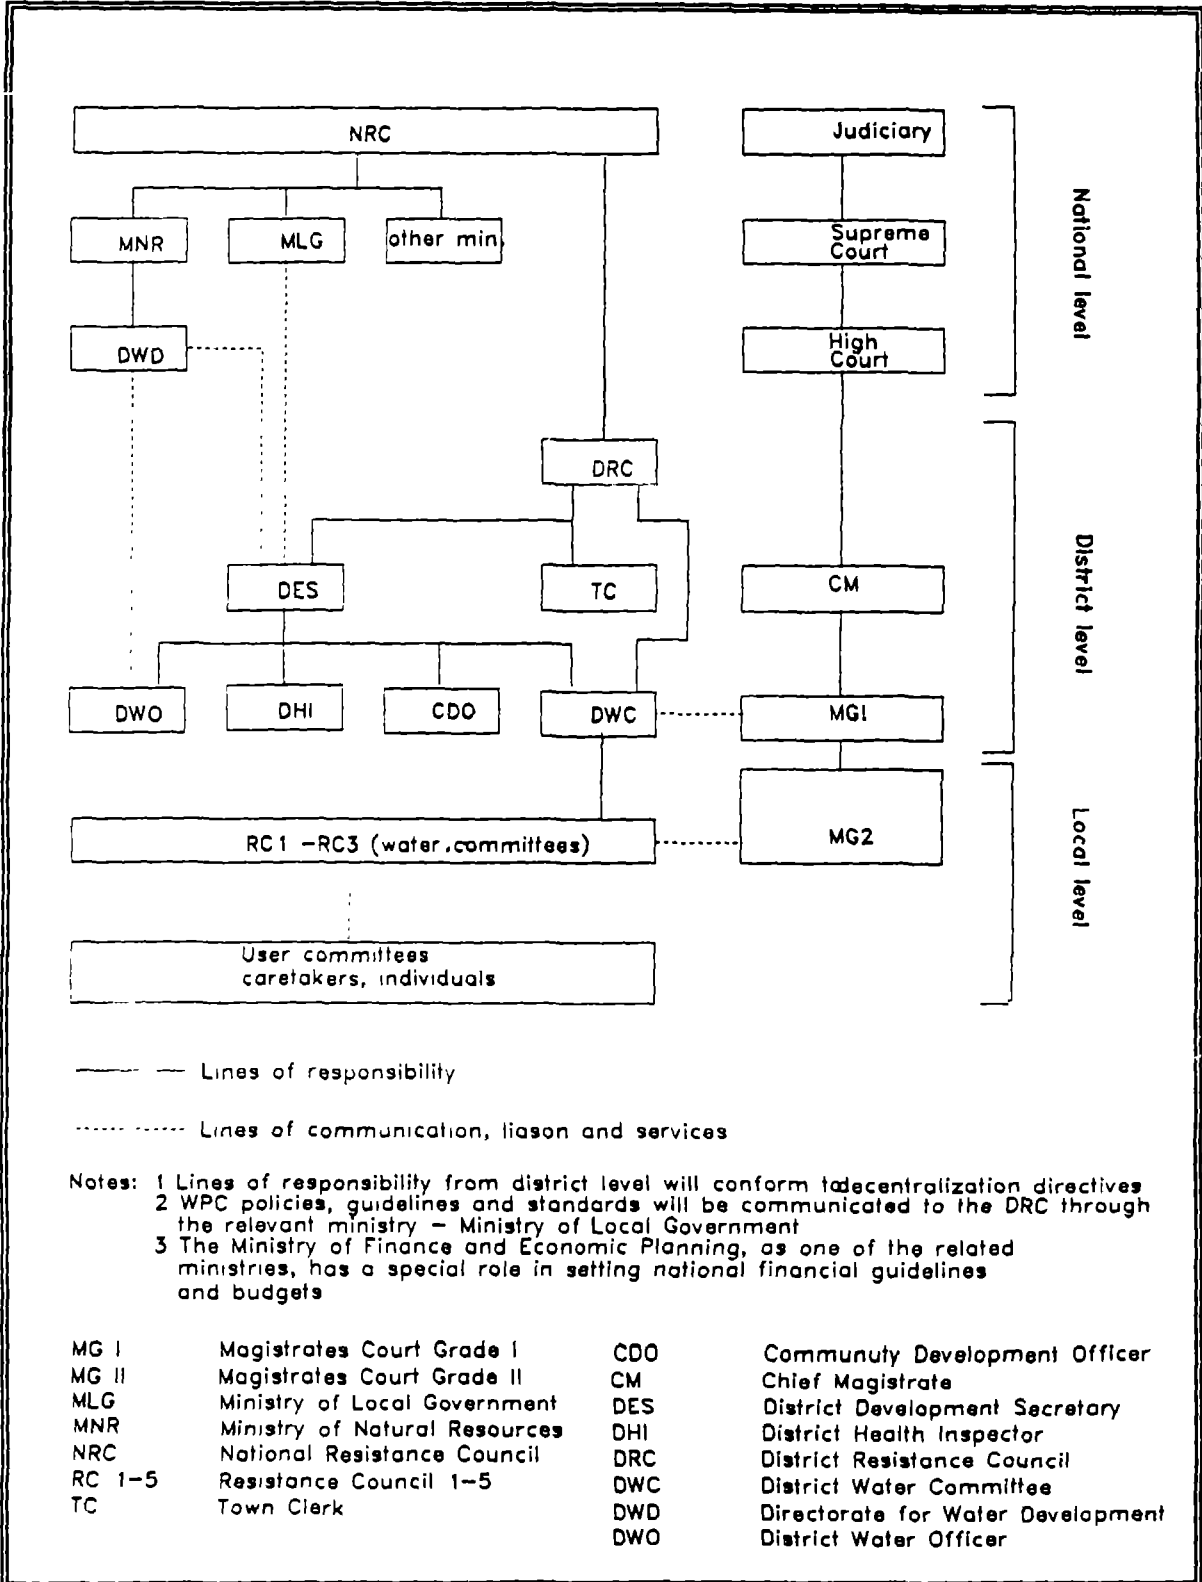 NRC
Judiciary
MNR
MLG
other min.
Supreme
Court
DWD
High
Court
National level
DRC
DES
TC
CM
District level
DWO
DHI
CDO
DWC
MG1
RC1 –RC3 (water.committees)
MG2
Local level
User committees
caretakers, individuals
Lines of responsibility
Lines of communication, liason and services
Notes: 1 Lines of responsibility from district level will conform todecentralization directives
2 WPC policies, guidelines and standards will be communicated to the DRC through
the relevant ministry – Ministry of Local Government
3 The Ministry of Finance and Economic Planning, as one of the related
ministries, has a special role in setting national financial guidelines
and budgets
MG I Magistrates Court Grade I
MG II Magistrates Court Grade II
MLG Ministry of Local Government
MNR Ministry of Natural Resources
NRC National Resistance Council
RC 1–5 Resistance Council 1–5
TC Town Clerk
CDO Communuty Development Officer
CM Chief Magistrate
DES District Development Secretary
DHI District Health Inspector
DRC District Resistance Council
DWC District Water Committee
DWD Directorate for Water Development
DWO District Water Officer